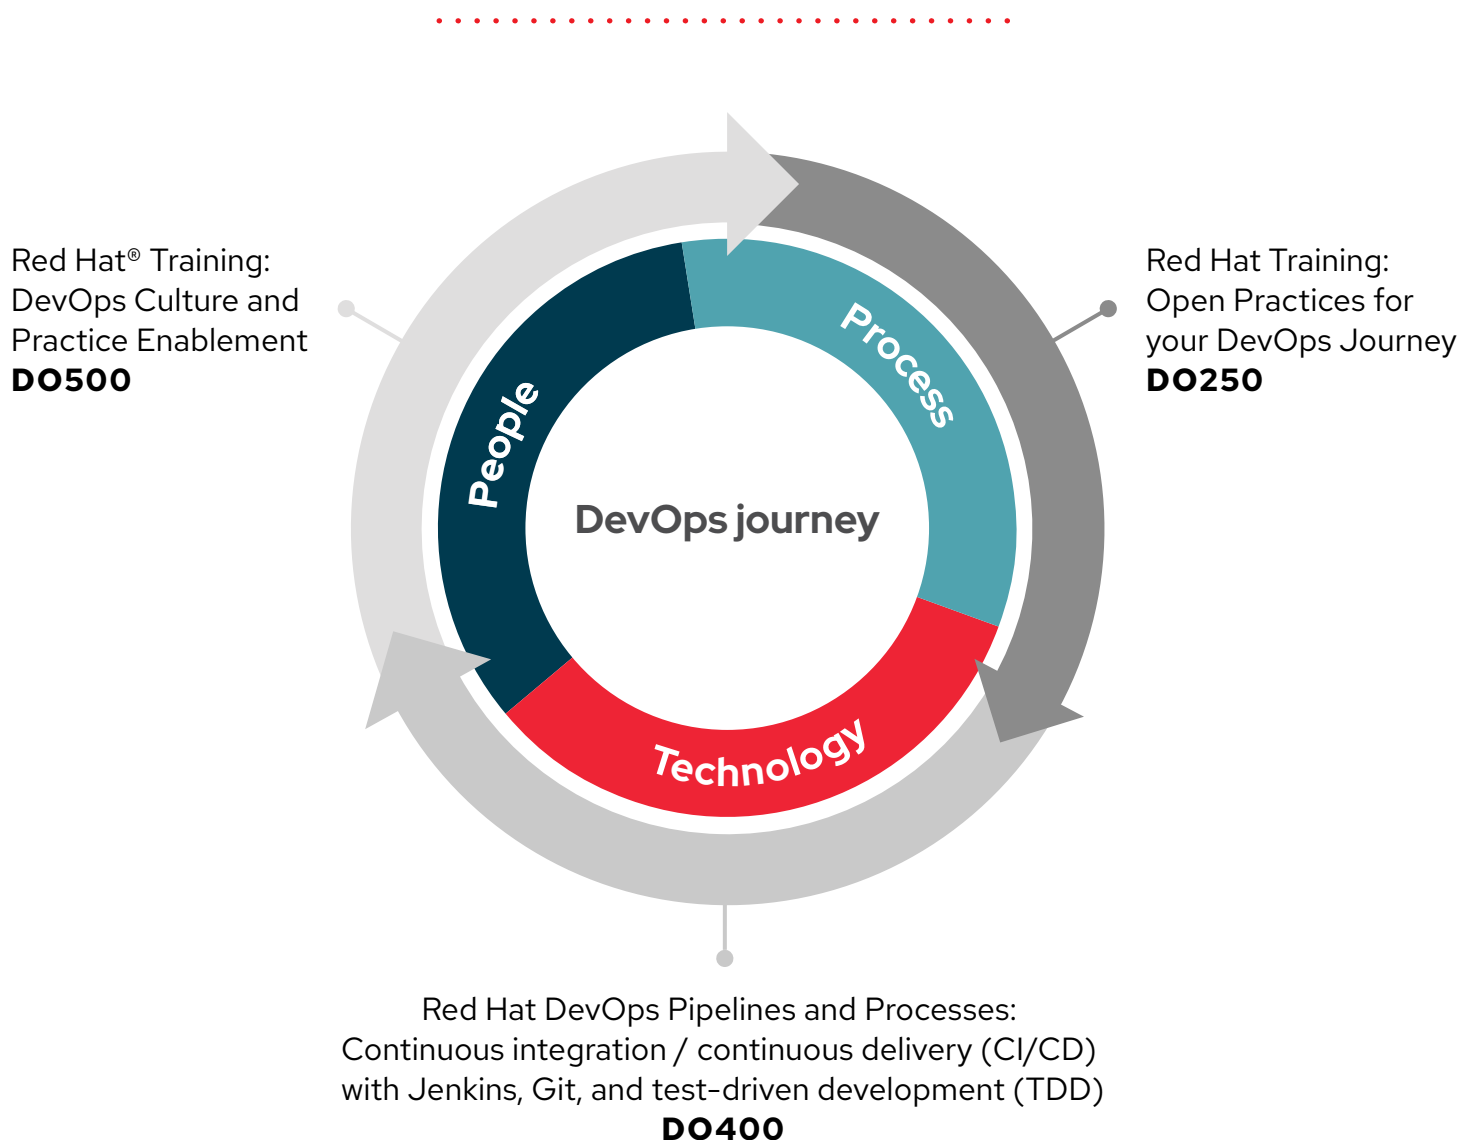 Red Hat® Training:
DevOps Culture and
Practice Enablement
DO500
Red Hat Training:
Open Practices for
your DevOps Journey
DO250
People
Process
DevOps journey
Technology
Red Hat DevOps Pipelines and Processes:
Continuous integration / continuous delivery (CI/CD)
with Jenkins, Git, and test-driven development (TDD)
DO400